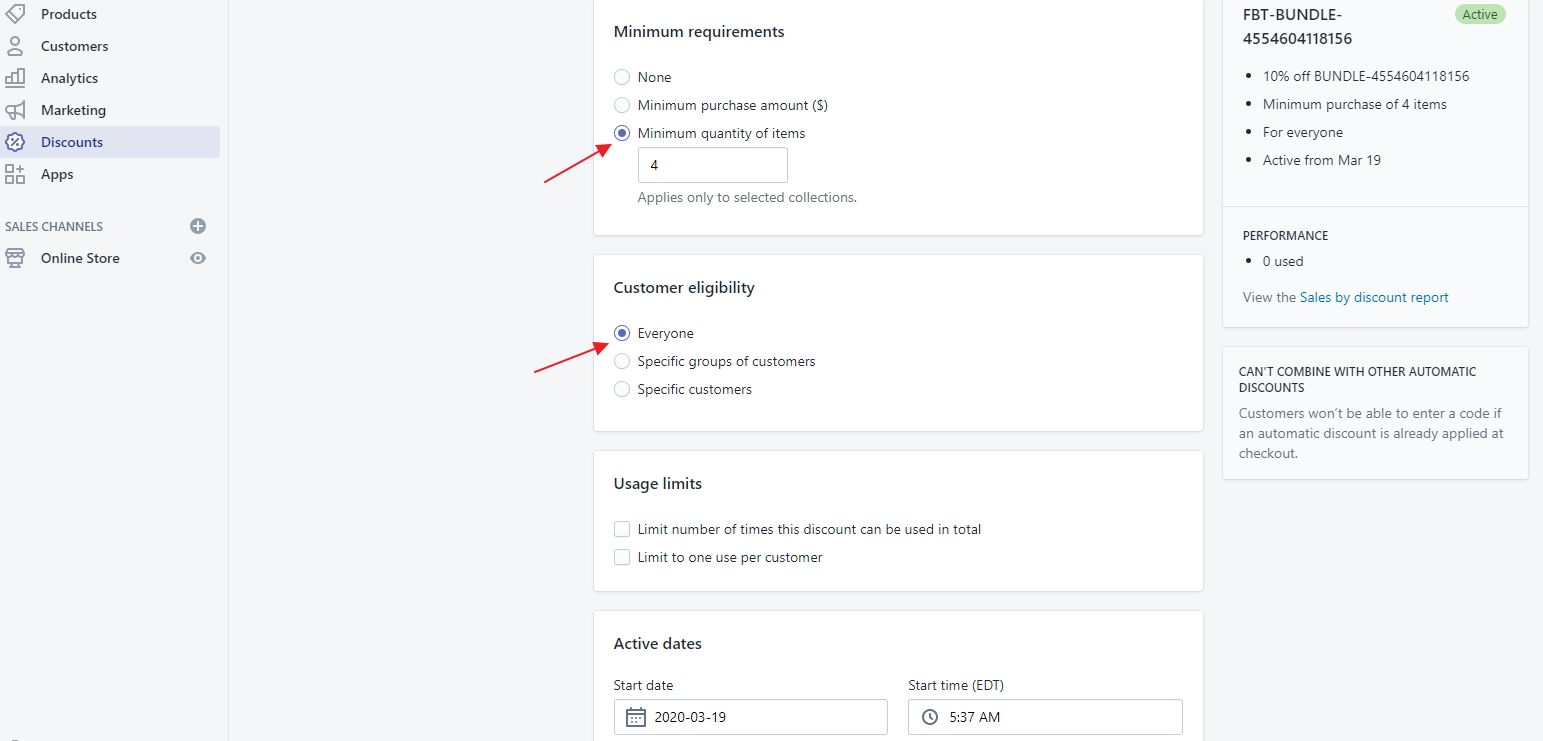 Products
Customers
Analytics
Marketing
Discounts
Apps
SALES CHANNELS
Online Store
Minimum requirements
None
Minimum purchase amount ($)
Minimum quantity of items
4
Applies only to selected collections.
Customer eligibility
Everyone
Specific groups of customers
Specific customers
Usage limits
Limit number of times this discount can be used in total
Limit to one use per customer
Active dates
Start date
Start time (EDT)
2020-03-19
5:37 AM
FBT-BUNDLE-
4554604118156
Active
10% off BUNDLE-4554604118156
Minimum purchase of 4 items
For everyone
Active from Mar 19
PERFORMANCE
0 used
View the Sales by discount report
CAN'T COMBINE WITH OTHER AUTOMATIC
DISCOUNTS
Customers won't be able to enter a code if
an automatic discount is already applied at
checkout.